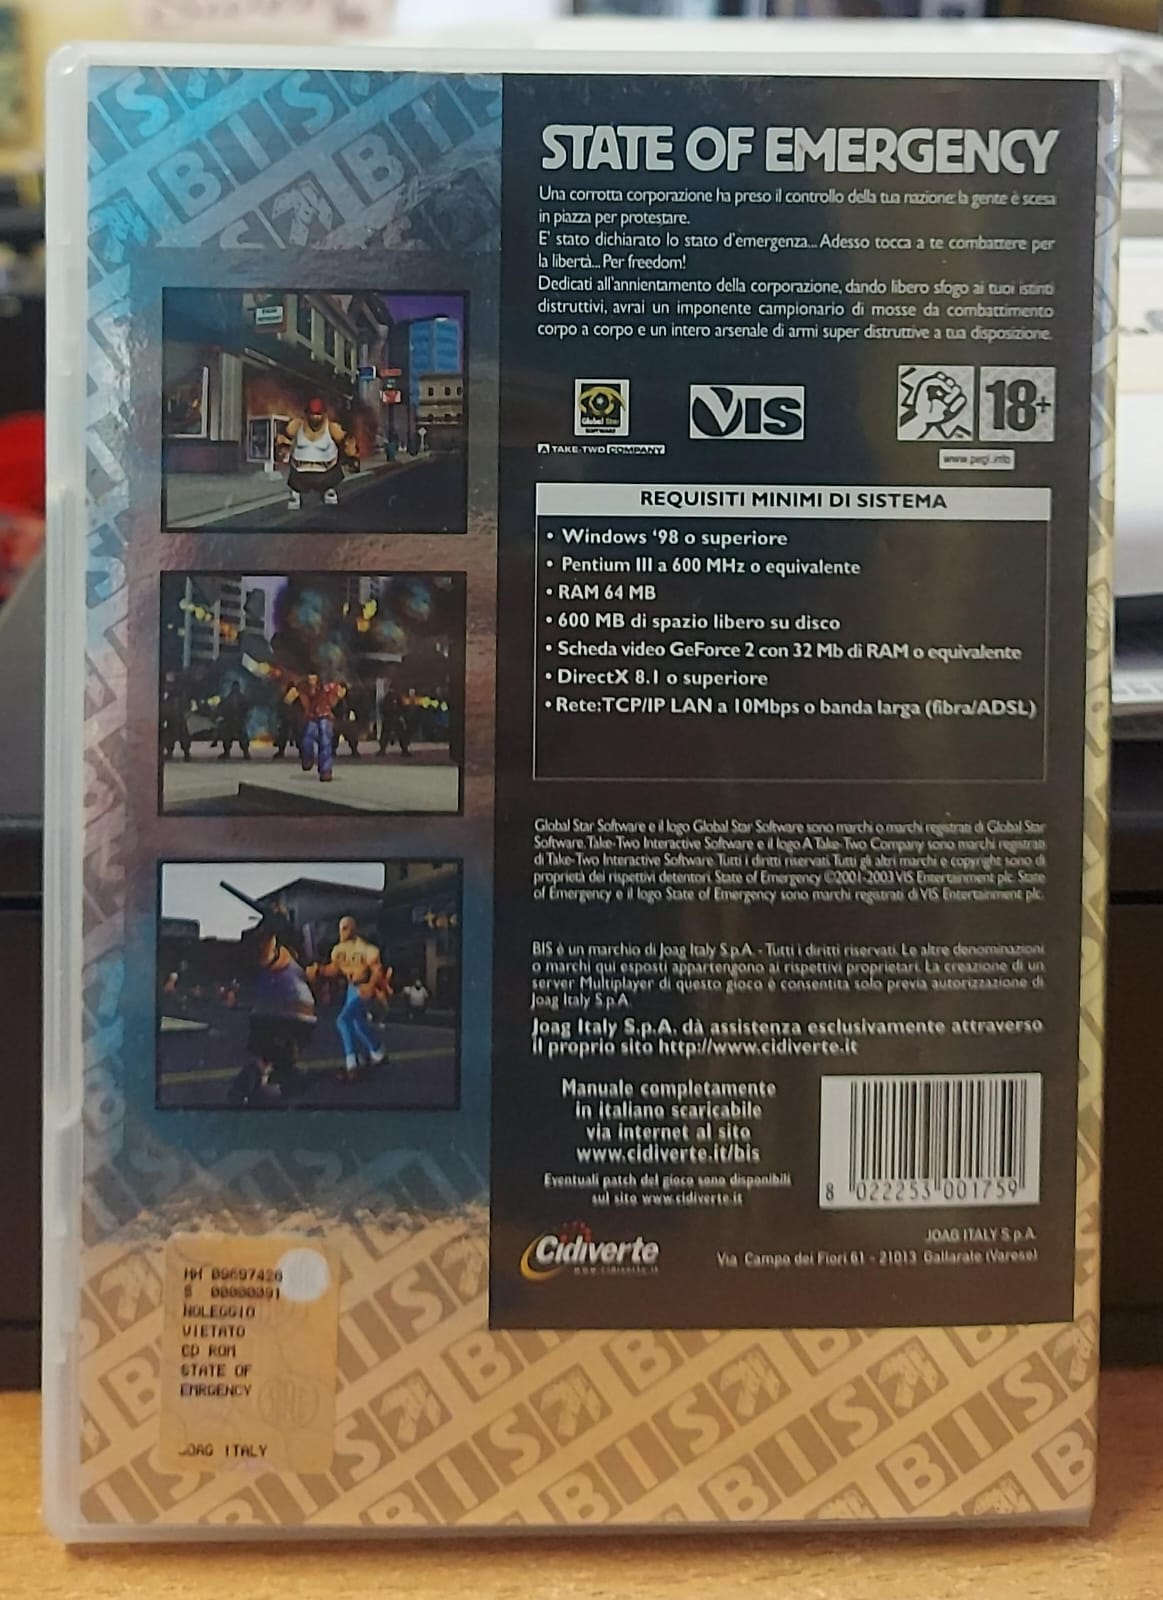 STATE OF EMERGENCY
Una corrotta corporazione ha preso il controllo della tua nazione: la gente è scesa
in piazza per protestare.
E' stato dichiarato lo stato d'emergenza... Adesso tocca a te combattere per
la libertà... Per freedom!
Dedicati all'annientamento della corporazione, dando libero sfogo ai tuoi istinti
distruttivi, avrai un imponente campionario di mosse da combattimento
corpo a corpo e un intero arsenale di armi super distruttive a tua disposizione.
Global Star
SOFTWARE
A TAKE-TWO COMPANY
VIS
18+
www.pegi.info
REQUISITI MINIMI DI SISTEMA
• Windows '98 o superiore
• Pentium III a 600 MHz o equivalente
• RAM 64 MB
• 600 MB di spazio libero su disco
• Scheda video GeForce 2 con 32 Mb di RAM o equivalente
• DirectX 8.1 o superiore
• Rete:TCP/IP LAN a 10Mbps o banda larga (fibra/ADSL)
Global Star Software e il logo Global Star Software sono marchi o marchi registrati di Global Star
Software. Take-Two Interactive Software e il logo A Take-Two Company sono marchi registrati
di Take-Two Interactive Software. Tutti i diritti riservati. Tutti gli altri marchi e copyright sono di
proprietà dei rispettivi detentori. State of Emergency ©2001-2003 VIS Entertainment plc. State
of Emergency e il logo State of Emergency sono marchi registrati di VIS Entertainment plc.
BIS è un marchio di Joag Italy S.p.A. - Tutti i diritti riservati. Le altre denominazioni
o marchi qui esposti appartengono ai rispettivi proprietari. La creazione di un
server Multiplayer di questo gioco è consentita solo previa autorizzazione di
Joag Italy S.p.A.
Joag Italy S.p.A. dà assistenza esclusivamente attraverso
il proprio sito http://www.cidiverte.it
Manuale completamente
in italiano scaricabile
via internet al sito
www.cidiverte.it/bis
Eventuali patch del gioco sono disponibili
sul sito www.cidiverte.it
8 022253 001759
Cidiverte
www.cidiverte.it
JOAG ITALY S.p.A.
Via Campo dei Fiori 61 - 21013 Gallarate (Varese)
HH 09697420
S 00000391
NOLEGGIO
VIETATO
CD ROM
STATE OF
EMRGENCY
JOAG ITALY
BIS